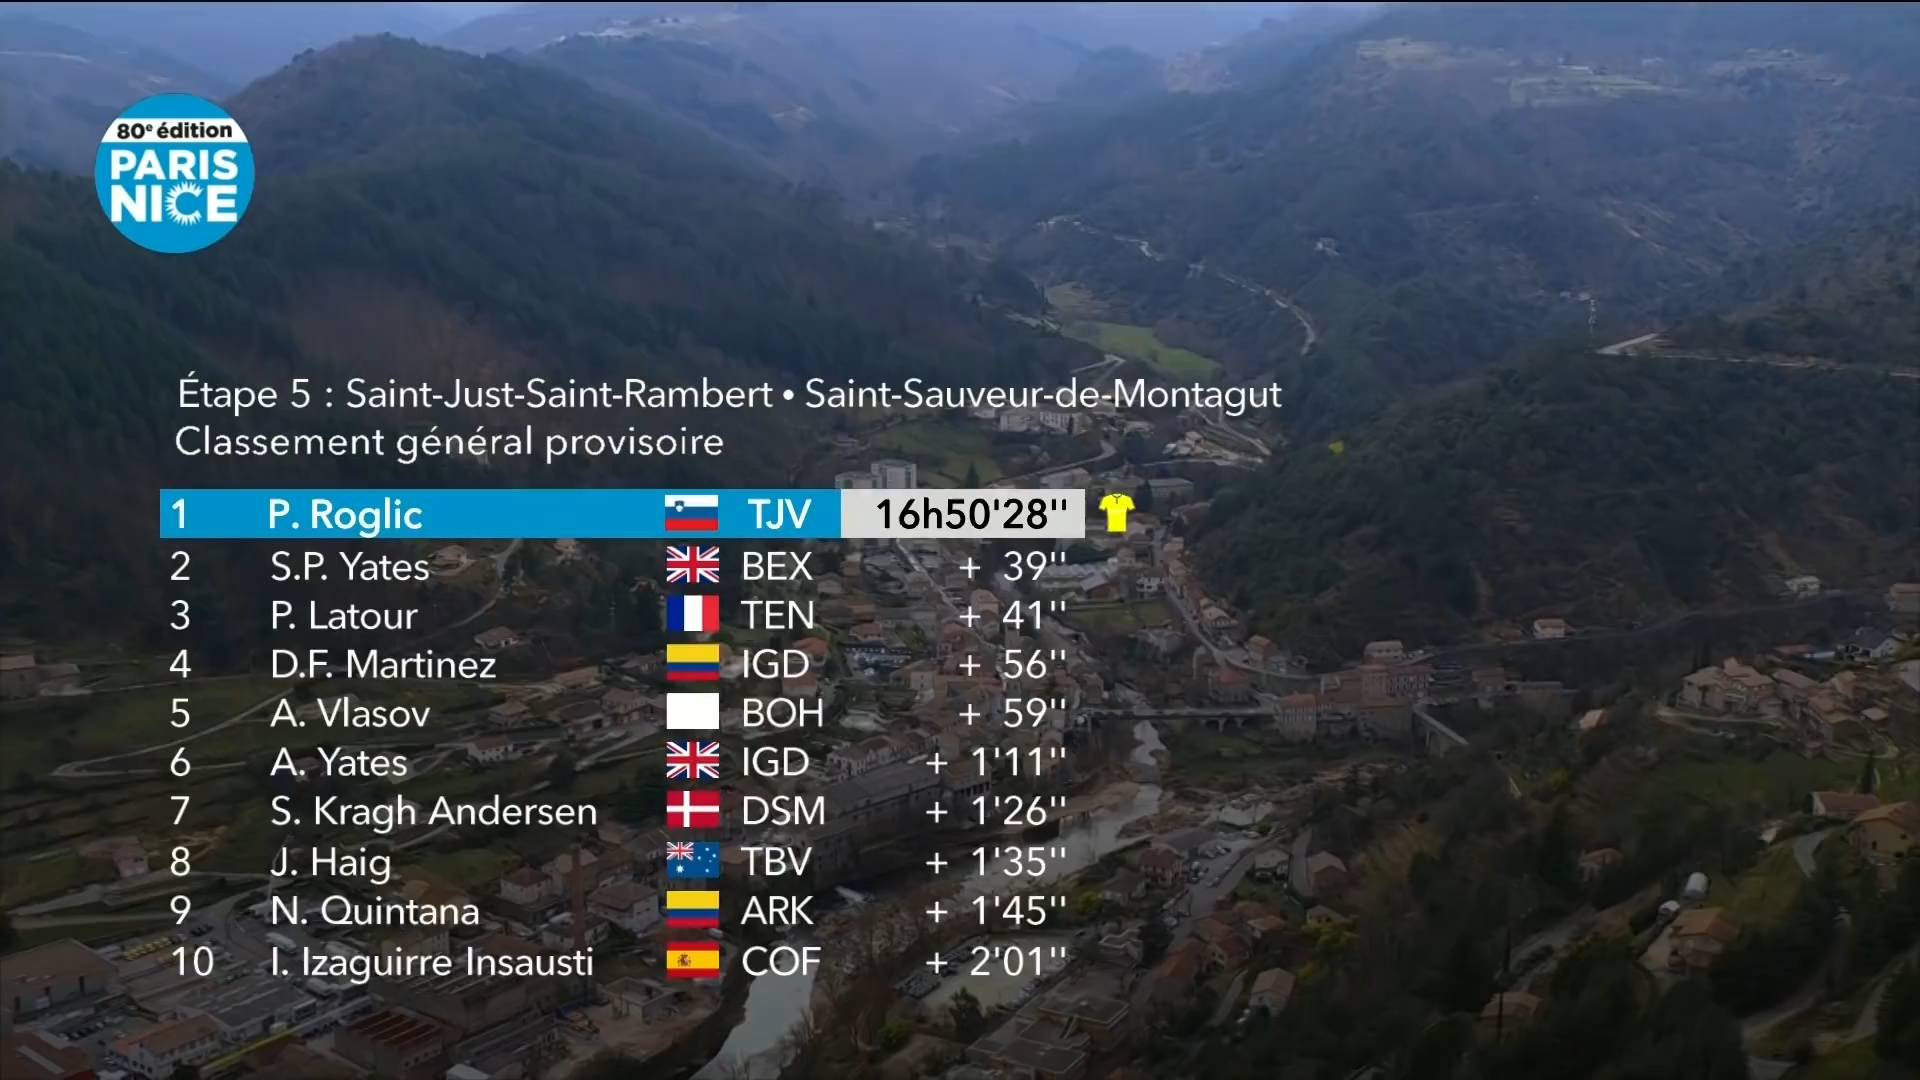 80e édition
PARIS
NICE
Étape 5 : Saint-Just-Saint-Rambert • Saint-Sauveur-de-Montagut
Classement général provisoire
1 P. Roglic TJV 16h50'28''
2 S.P. Yates BEX + 39''
3 P. Latour TEN + 41''
4 D.F. Martinez IGD + 56''
5 A. Vlasov BOH + 59''
6 A. Yates IGD + 1'11''
7 S. Kragh Andersen DSM + 1'26''
8 J. Haig TBV + 1'35''
9 N. Quintana ARK + 1'45''
10 I. Izaguirre Insausti COF + 2'01''